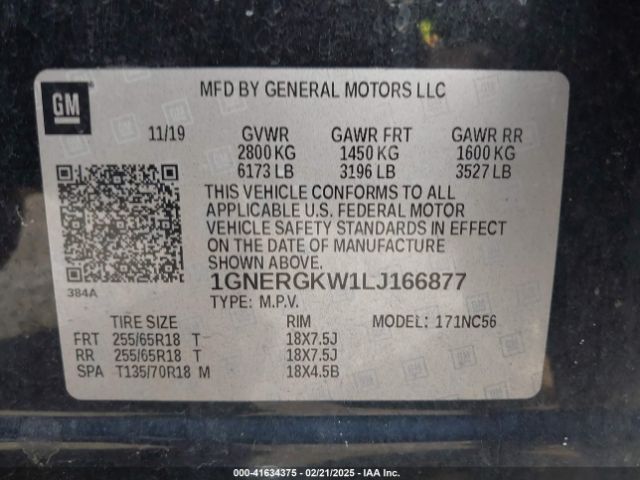 GM
MFD BY GENERAL MOTORS LLC
11/19 GVWR GAWR FRT GAWR RR
2800 KG 1450 KG 1600 KG
6173 LB 3196 LB 3527 LB
THIS VEHICLE CONFORMS TO ALL
APPLICABLE U.S. FEDERAL MOTOR
VEHICLE SAFETY STANDARDS IN EFFECT
ON THE DATE OF MANUFACTURE
SHOWN ABOVE.
384A
1GNERGKW1LJ166877
TYPE: M.P.V.
TIRE SIZE RIM MODEL: 171NC56
FRT 255/65R18 T 18X7.5J
RR 255/65R18 T 18X7.5J
SPA T135/70R18 M 18X4.5B
© COPYRIGHT - 41634375 - 02/21/2025 - IAA Inc.